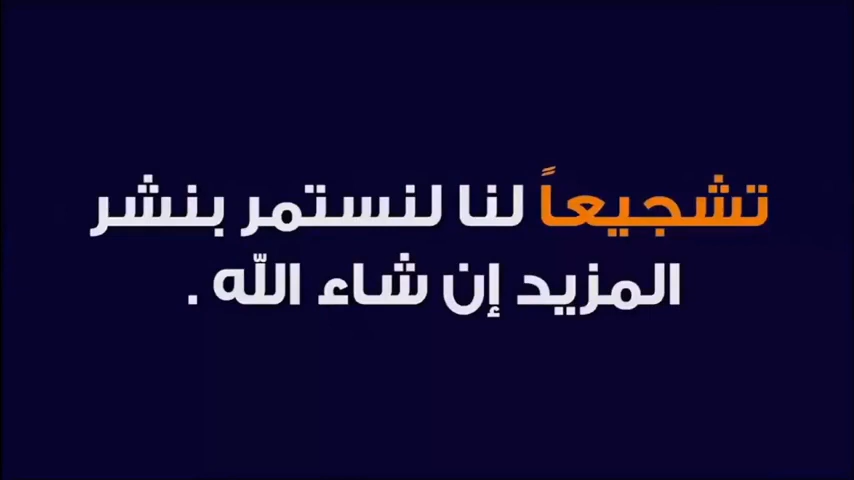 تشجيعاً لنا لنستمر بنشر
المزيد إن شاء الله .